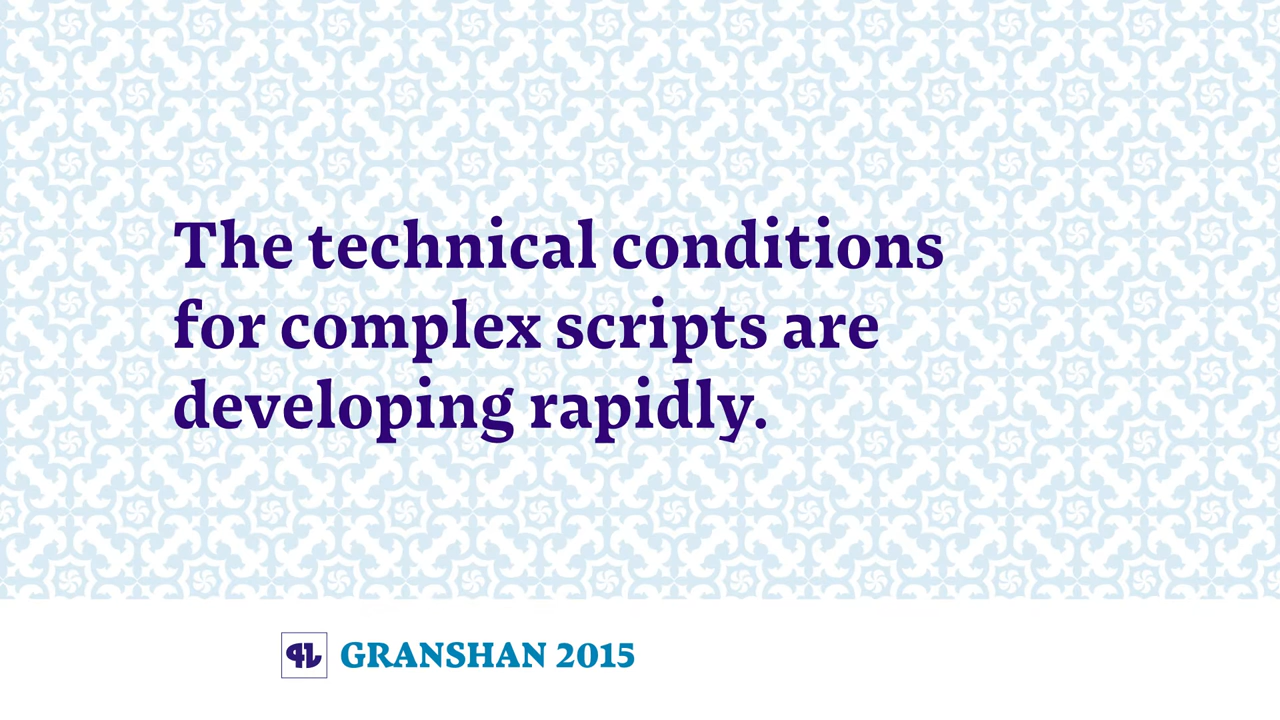 The technical conditions
for complex scripts are
developing rapidly.
GRANSHAN 2015